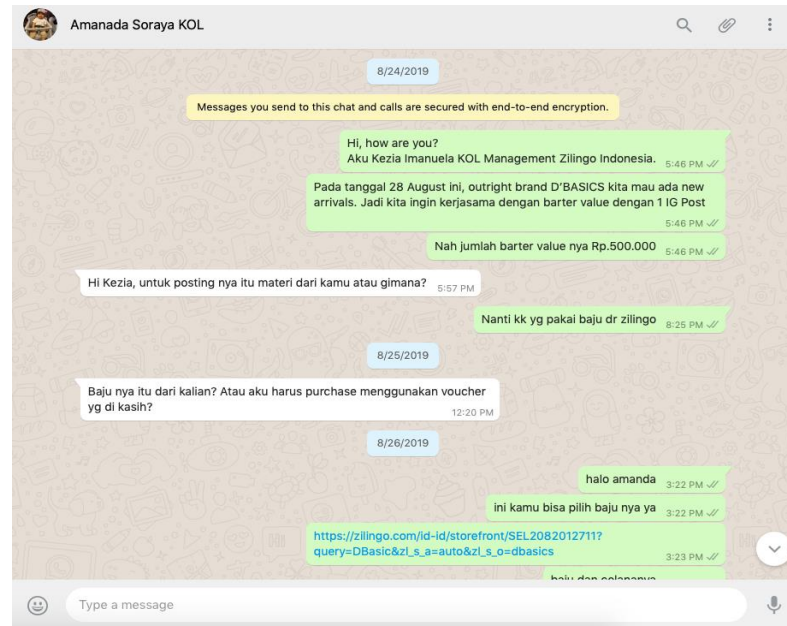 Amanada Soraya KOL
8/24/2019
Messages you send to this chat and calls are secured with end-to-end encryption.
Hi, how are you?
Aku Kezia Imanuela KOL Management Zilingo Indonesia. 5:46 PM
Pada tanggal 28 August ini, outright brand D'BASICS kita mau ada new
arrivals. Jadi kita ingin kerjasama dengan barter value dengan 1 IG Post
5:46 PM
Nah jumlah barter value nya Rp.500.000 5:46 PM
Hi Kezia, untuk posting nya itu materi dari kamu atau gimana? 5:57 PM
Nanti kk yg pakai baju dr zilingo 8:25 PM
8/25/2019
Baju nya itu dari kalian? Atau aku harus purchase menggunakan voucher
yg di kasih? 12:20 PM
8/26/2019
halo amanda 3:22 PM
ini kamu bisa pilih baju nya ya 3:22 PM
https://zilingo.com/id-id/storefront/SEL2082012711?
query=DBasic&zl_s_a=auto&zl_s_o=dbasics 3:23 PM
baju dan celananya
Type a message